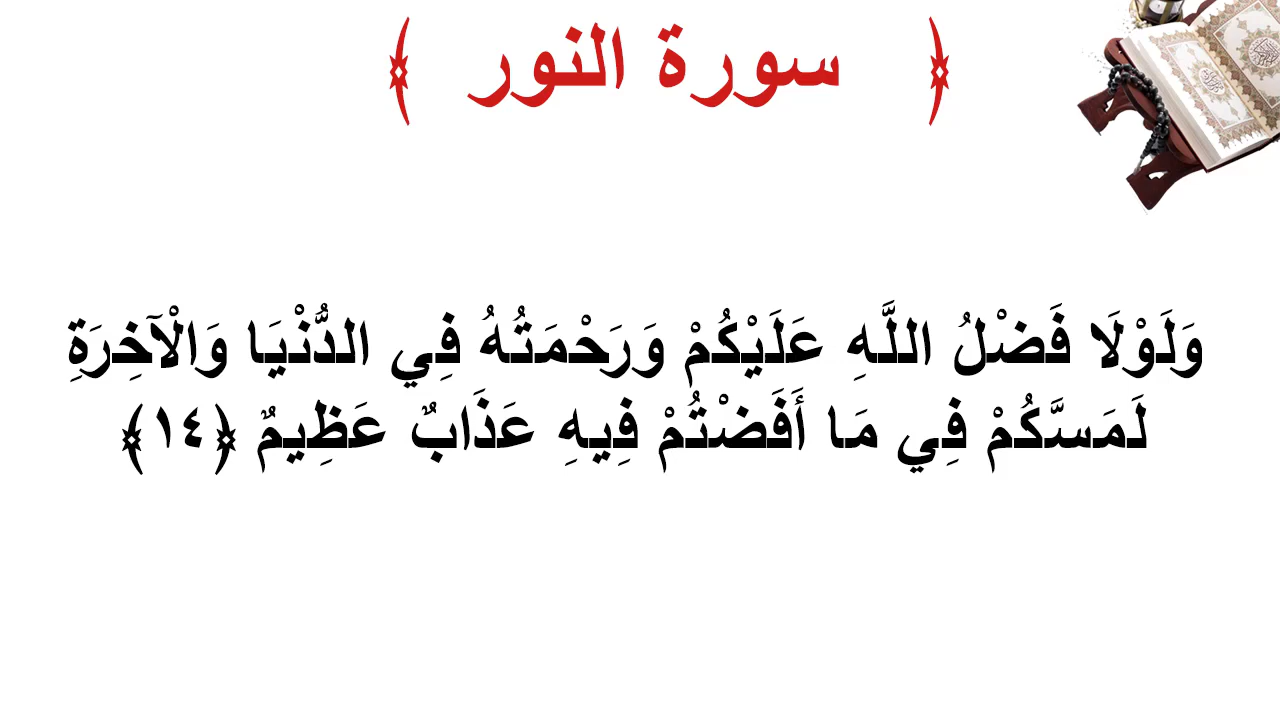 ﴿ سورة النور ﴾
وَلَوْلَا فَضْلُ اللَّهِ عَلَيْكُمْ وَرَحْمَتُهُ فِي الدُّنْيَا وَالْآخِرَةِ
لَمَسَّكُمْ فِي مَا أَفَضْتُمْ فِيهِ عَذَابٌ عَظِيمٌ ﴿١٤﴾